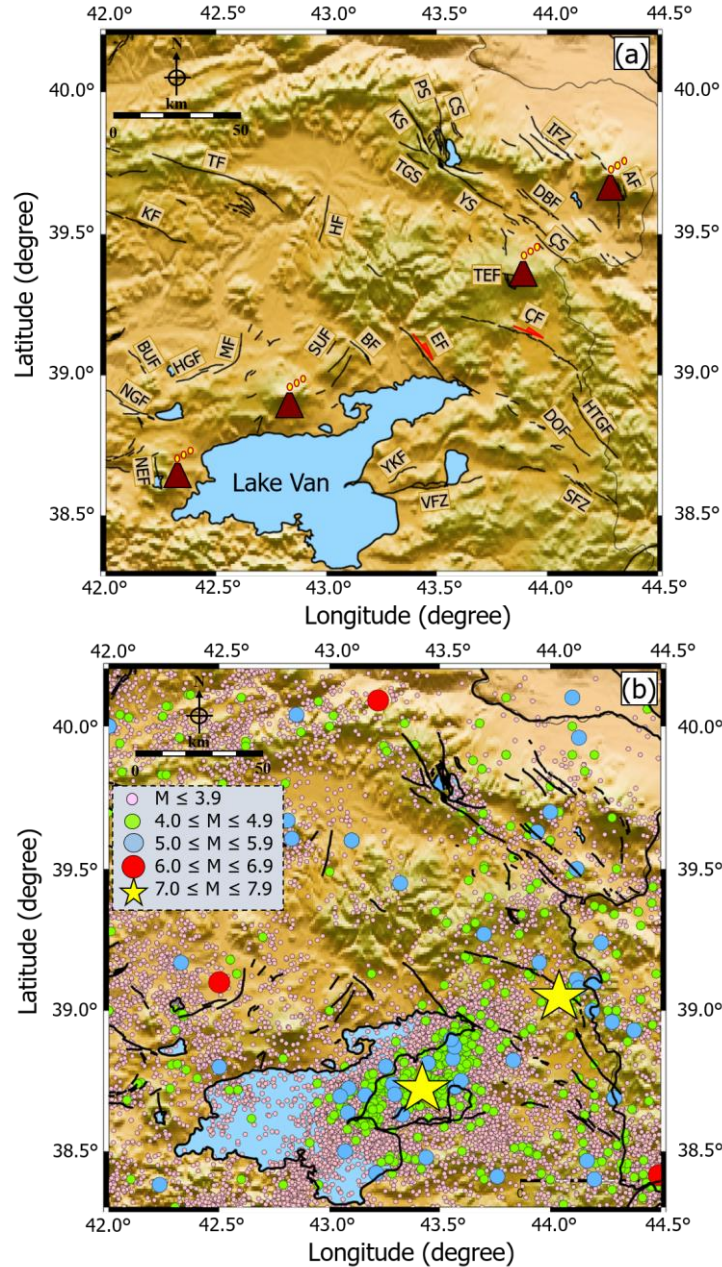 42.0° 42.5° 43.0° 43.5° 44.0° 44.5°
(a)
N
km
0 50
40.0° 40.0°
39.5° 39.5°
39.0° 39.0°
38.5° 38.5°
Latitude (degree)
PS
CS
KS
IFZ
TF
TGS
AF
YS
DBF
KF
HF
CS
TEF
ÇF
SUF
BF
EF
BUF
HGF
MF
NGF
HTGF
DOF
NEF
YKF
Lake Van
VFZ
SFZ
42.0° 42.5° 43.0° 43.5° 44.0° 44.5°
Longitude (degree)
42.0° 42.5° 43.0° 43.5° 44.0° 44.5°
(b)
N
km
0 50
40.0° 40.0°
M ≤ 3.9
4.0 ≤ M ≤ 4.9
5.0 ≤ M ≤ 5.9
6.0 ≤ M ≤ 6.9
7.0 ≤ M ≤ 7.9
39.5° 39.5°
39.0° 39.0°
38.5° 38.5°
Latitude (degree)
42.0° 42.5° 43.0° 43.5° 44.0° 44.5°
Longitude (degree)